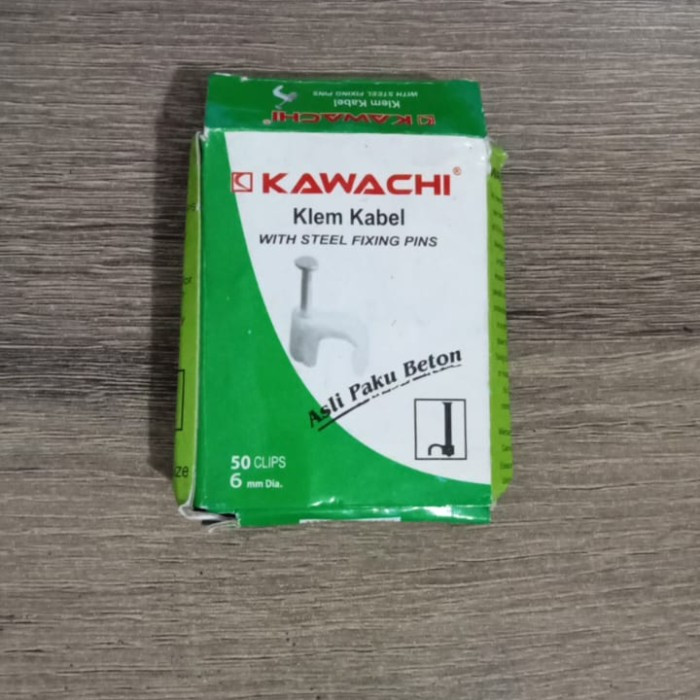 WITH STEEL FIXING PINS
Klem Kabel
KAWACHI®
KAWACHI®
Klem Kabel
WITH STEEL FIXING PINS
Asli Paku Beton
50 CLIPS
6 mm Dia.